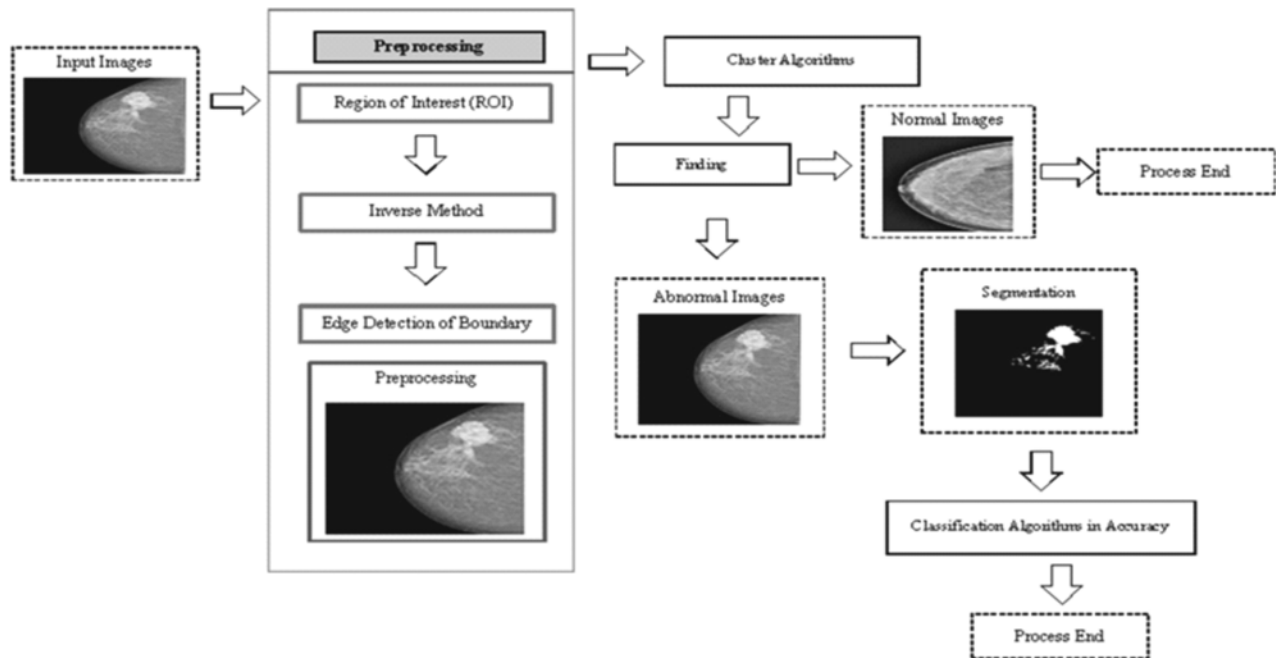 Input Images
Preprocessing
Region of Interest (ROI)
Inverse Method
Edge Detection of Boundary
Preprocessing
Cluster Algorithms
Finding
Normal Images
Process End
Abnormal Images
Segmentation
Classification Algorithms in Accuracy
Process End